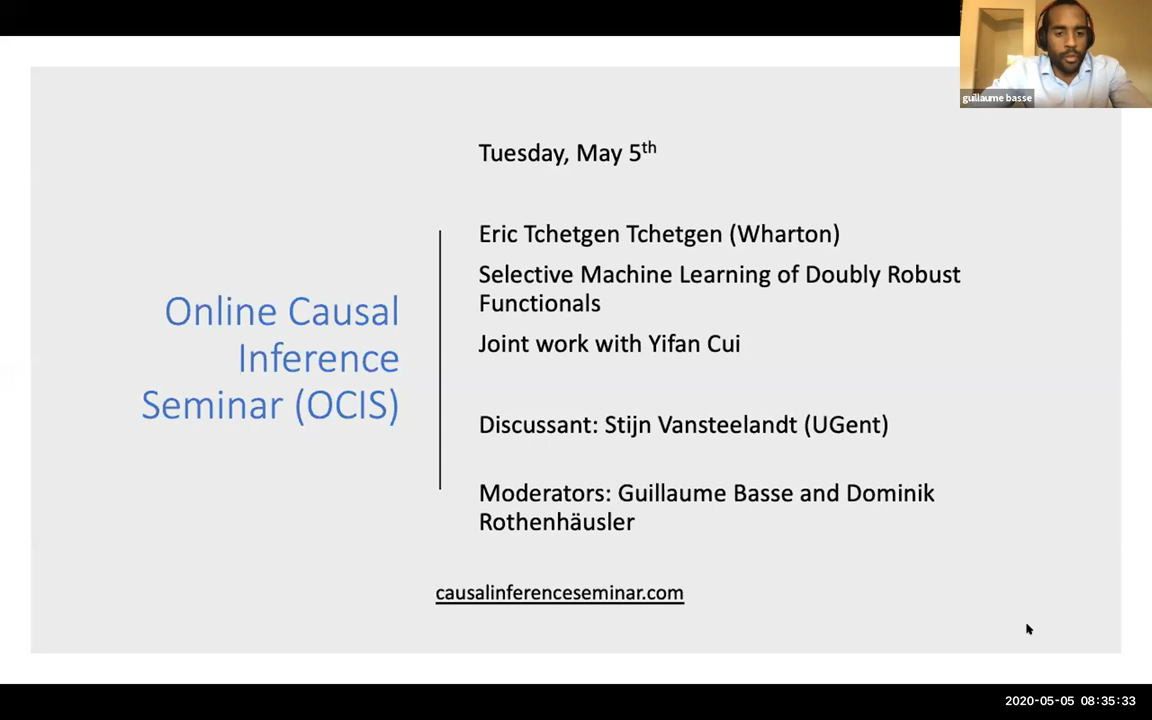 guillaume basse
Tuesday, May 5th
Eric Tchetgen Tchetgen (Wharton)
Selective Machine Learning of Doubly Robust
Functionals
Joint work with Yifan Cui
Online Causal
Inference
Seminar (OCIS)
Discussant: Stijn Vansteelandt (UGent)
Moderators: Guillaume Basse and Dominik
Rothenhäusler
causalinferenceseminar.com
2020-05-05 08:35:33